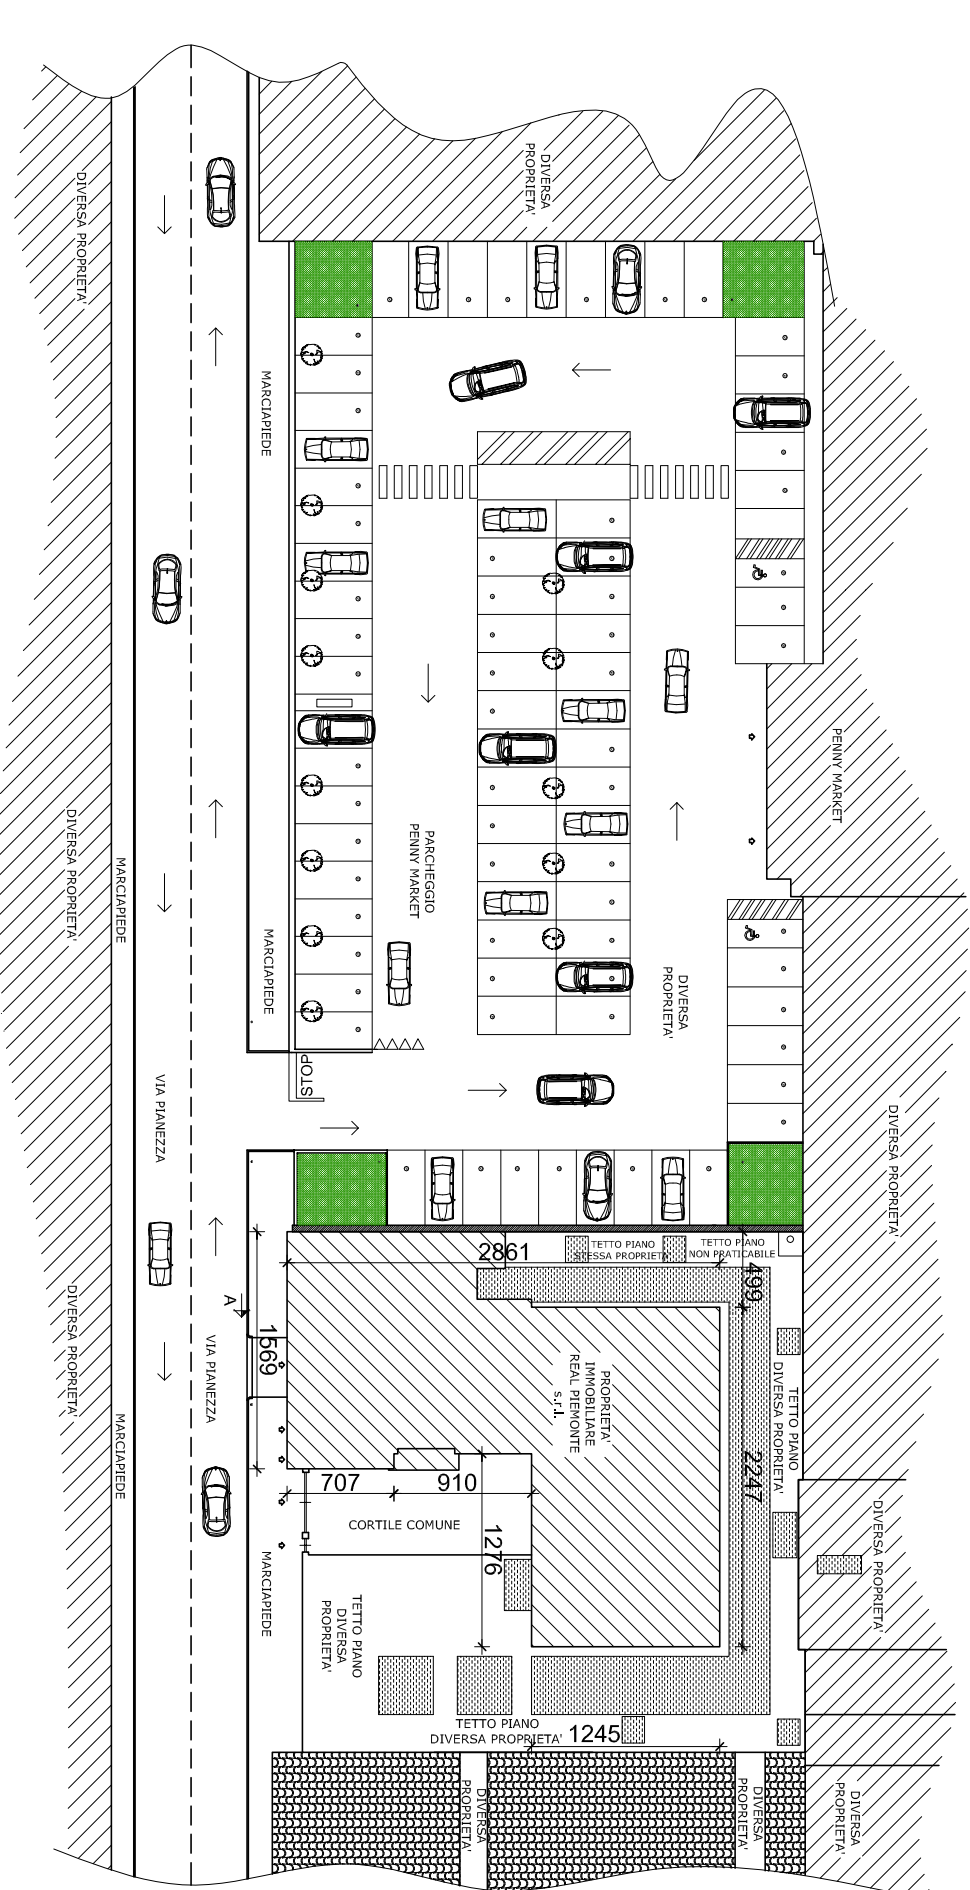 DIVERSA
PROPRIETA'
DIVERSA PROPRIETA'
MARCIAPIEDE
PENNY MARKET
DIVERSA PROPRIETA'
PARCHEGGIO
PENNY MARKET
MARCIAPIEDE
MARCIAPIEDE
DIVERSA
PROPRIETA'
STOP
VIA PIANEZZA
DIVERSA PROPRIETA'
TETTO PIANO
STESSA PROPRIETA'
TETTO PIANO
NON PRATICABILE
2861
499
A
1569
DIVERSA PROPRIETA'
VIA PIANEZZA
PROPRIETA'
IMMOBILIARE
REAL PIEMONTE
s.r.l.
TETTO PIANO
DIVERSA PROPRIETA'
2247
MARCIAPIEDE
707
910
CORTILE COMUNE
1276
DIVERSA PROPRIETA'
MARCIAPIEDE
TETTO PIANO
DIVERSA
PROPRIETA'
TETTO PIANO
DIVERSA PROPRIETA'
1245
DIVERSA
PROPRIETA'
DIVERSA
PROPRIETA'
DIVERSA
PROPRIETA'